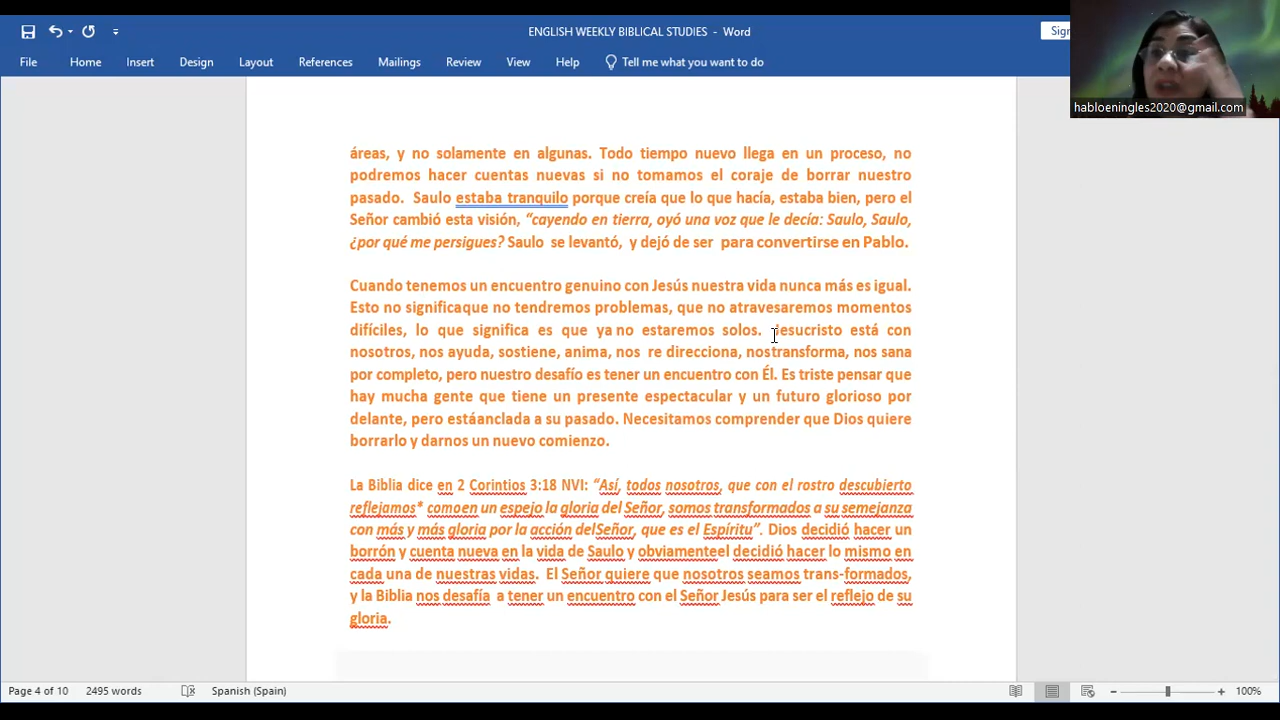 ENGLISH WEEKLY BIBLICAL STUDIES - Word
Sign
File Home Insert Design Layout References Mailings Review View Help Tell me what you want to do
habloeningles2020@gmail.com
áreas, y no solamente en algunas. Todo tiempo nuevo llega en un proceso, no
podremos hacer cuentas nuevas si no tomamos el coraje de borrar nuestro
pasado. Saulo estaba tranquilo porque creía que lo que hacía, estaba bien, pero el
Señor cambió esta visión, “cayendo en tierra, oyó una voz que le decía: Saulo, Saulo,
¿por qué me persigues? Saulo se levantó, y dejó de ser para convertirse en Pablo.
Cuando tenemos un encuentro genuino con Jesús nuestra vida nunca más es igual.
Esto no significaque no tendremos problemas, que no atravesaremos momentos
difíciles, lo que significa es que ya no estaremos solos. Jesucristo está con
nosotros, nos ayuda, sostiene, anima, nos re direcciona, nostransforma, nos sana
por completo, pero nuestro desafío es tener un encuentro con Él. Es triste pensar que
hay mucha gente que tiene un presente espectacular y un futuro glorioso por
delante, pero estáanclada a su pasado. Necesitamos comprender que Dios quiere
borrarlo y darnos un nuevo comienzo.
La Biblia dice en 2 Corintios 3:18 NVI: “Así, todos nosotros, que con el rostro descubierto
reflejamos* comoen un espejo la gloria del Señor, somos transformados a su semejanza
con más y más gloria por la acción delSeñor, que es el Espíritu”. Dios decidió hacer un
borrón y cuenta nueva en la vida de Saulo y obviamenteel decidió hacer lo mismo en
cada una de nuestras vidas. El Señor quiere que nosotros seamos trans-formados,
y la Biblia nos desafía a tener un encuentro con el Señor Jesús para ser el reflejo de su
gloria.
Page 4 of 10 2495 words Spanish (Spain) 100%